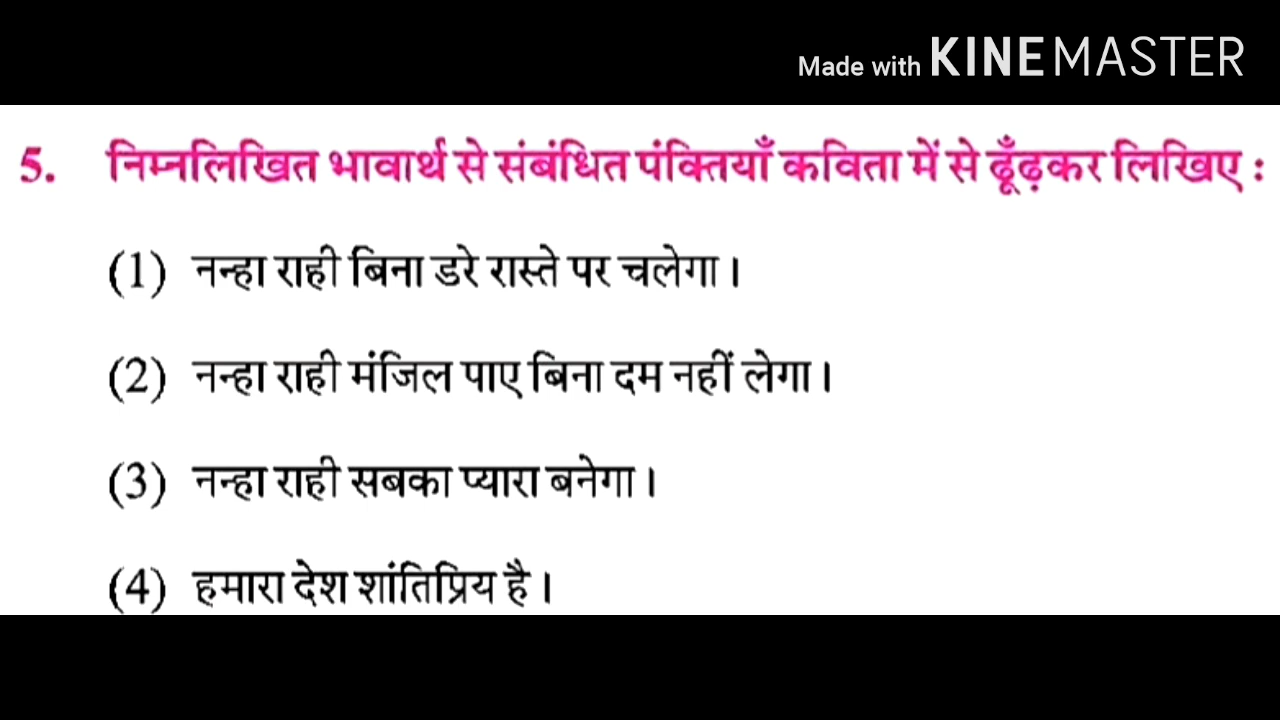 Made with KINEMASTER
5. निम्नलिखित भावार्थ से संबंधित पंक्तियाँ कविता में से ढूँढ़कर लिखिए :
(1) नन्हा राही बिना डरे रास्ते पर चलेगा।
(2) नन्हा राही मंजिल पाए बिना दम नहीं लेगा।
(3) नन्हा राही सबका प्यारा बनेगा।
(4) हमारा देश शांतिप्रिय है।